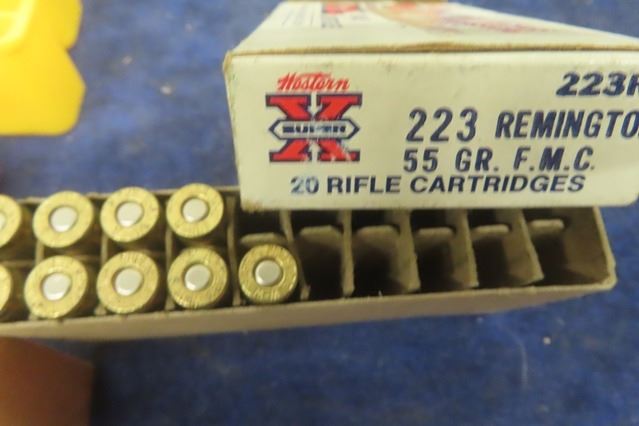 Western
SUPER
X
223R
223 REMINGTO
55 GR. F.M.C.
20 RIFLE CARTRIDGES